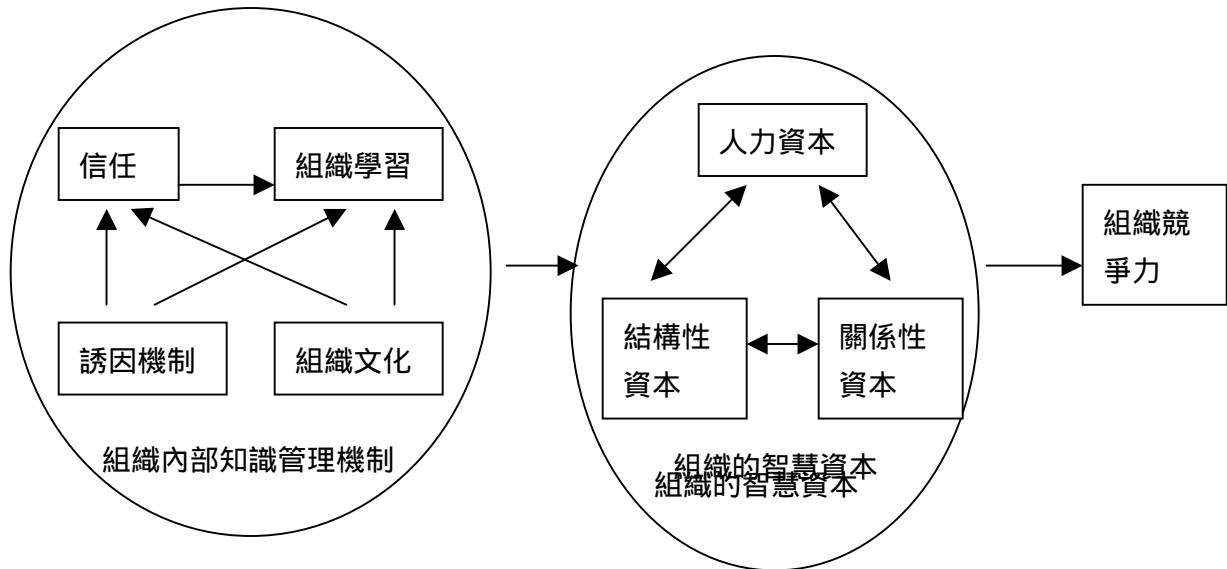 信任
組織學習
誘因機制
組織文化
組織內部知識管理機制
人力資本
結構性
資本
關係性
資本
組織的智慧資本
組織的智慧資本
組織競
爭力